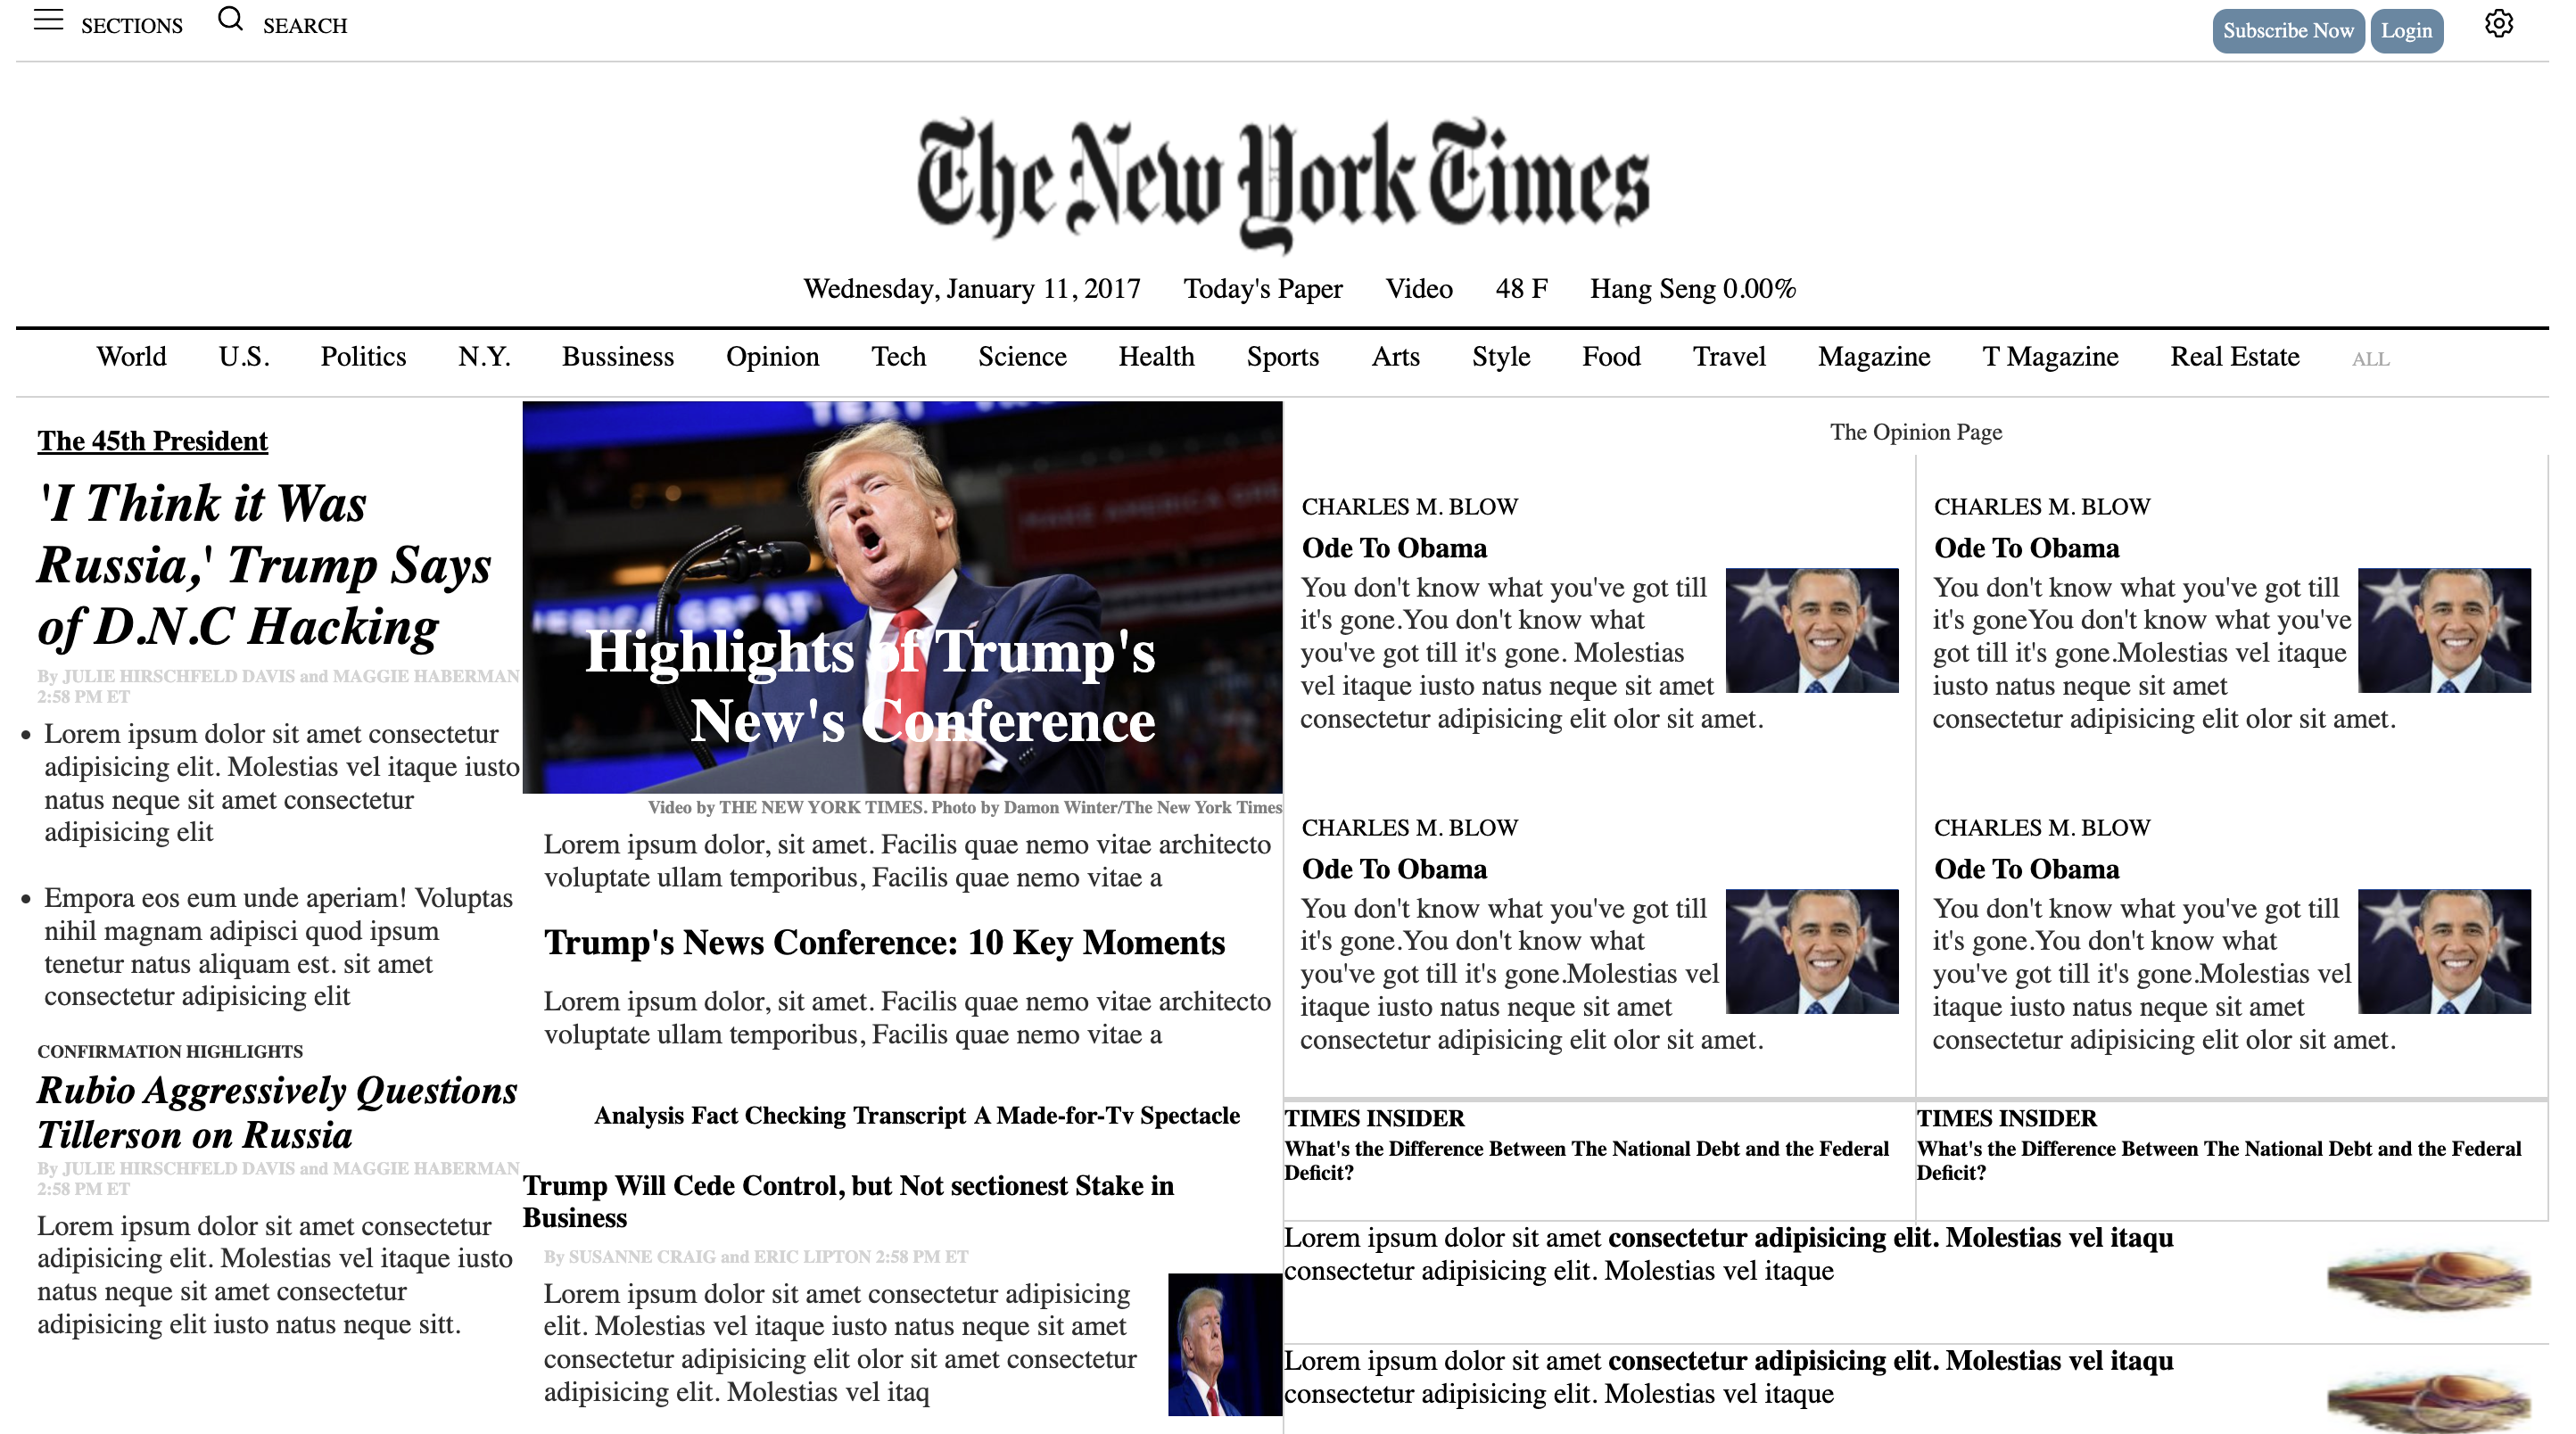 SECTIONS
SEARCH
Subscribe Now
Login
The New York Times
Wednesday, January 11, 2017 Today's Paper Video 48 F Hang Seng 0.00%
World U.S. Politics N.Y. Bussiness Opinion Tech Science Health Sports Arts Style Food Travel Magazine T Magazine Real Estate ALL
The 45th President
'I Think it Was
Russia,' Trump Says
of D.N.C Hacking
By JULIE HIRSCHFELD DAVIS and MAGGIE HABERMAN
2:58 PM ET
• Lorem ipsum dolor sit amet consectetur
adipisicing elit. Molestias vel itaque iusto
natus neque sit amet consectetur
adipisicing elit
• Empora eos eum unde aperiam! Voluptas
nihil magnam adipisci quod ipsum
tenetur natus aliquam est. sit amet
consectetur adipisicing elit
CONFIRMATION HIGHLIGHTS
Rubio Aggressively Questions
Tillerson on Russia
By JULIE HIRSCHFELD DAVIS and MAGGIE HABERMAN
2:58 PM ET
Lorem ipsum dolor sit amet consectetur
adipisicing elit. Molestias vel itaque iusto
natus neque sit amet consectetur
adipisicing elit iusto natus neque sitt.
MAKE AMERICA GRE
ERICA GREAT
Highlights of Trump's
New's Conference
Video by THE NEW YORK TIMES. Photo by Damon Winter/The New York Times
Lorem ipsum dolor, sit amet. Facilis quae nemo vitae architecto
voluptate ullam temporibus, Facilis quae nemo vitae a
Trump's News Conference: 10 Key Moments
Lorem ipsum dolor, sit amet. Facilis quae nemo vitae architecto
voluptate ullam temporibus, Facilis quae nemo vitae a
Analysis Fact Checking Transcript A Made-for-Tv Spectacle
Trump Will Cede Control, but Not sectionest Stake in
Business
By SUSANNE CRAIG and ERIC LIPTON 2:58 PM ET
Lorem ipsum dolor sit amet consectetur adipisicing
elit. Molestias vel itaque iusto natus neque sit amet
consectetur adipisicing elit olor sit amet consectetur
adipisicing elit. Molestias vel itaq
The Opinion Page
CHARLES M. BLOW
Ode To Obama
You don't know what you've got till
it's gone.You don't know what
you've got till it's gone. Molestias
vel itaque iusto natus neque sit amet
consectetur adipisicing elit olor sit amet.
CHARLES M. BLOW
Ode To Obama
You don't know what you've got till
it's goneYou don't know what you've
got till it's gone.Molestias vel itaque
iusto natus neque sit amet
consectetur adipisicing elit olor sit amet.
CHARLES M. BLOW
Ode To Obama
You don't know what you've got till
it's gone.You don't know what
you've got till it's gone.Molestias vel
itaque iusto natus neque sit amet
consectetur adipisicing elit olor sit amet.
CHARLES M. BLOW
Ode To Obama
You don't know what you've got till
it's gone.You don't know what
you've got till it's gone.Molestias vel
itaque iusto natus neque sit amet
consectetur adipisicing elit olor sit amet.
TIMES INSIDER
What's the Difference Between The National Debt and the Federal
Deficit?
TIMES INSIDER
What's the Difference Between The National Debt and the Federal
Deficit?
Lorem ipsum dolor sit amet consectetur adipisicing elit. Molestias vel itaqu
consectetur adipisicing elit. Molestias vel itaque
Lorem ipsum dolor sit amet consectetur adipisicing elit. Molestias vel itaqu
consectetur adipisicing elit. Molestias vel itaque